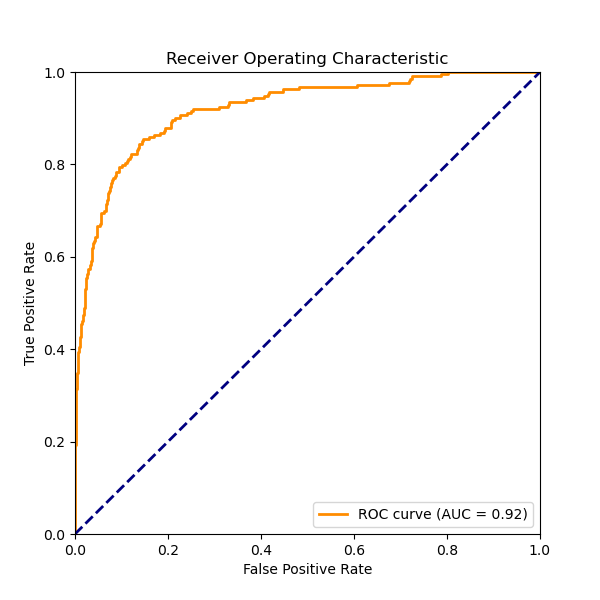 Receiver Operating Characteristic
True Positive Rate
1.0
0.8
0.6
0.4
0.2
0.0
ROC curve (AUC = 0.92)
0.0 0.2 0.4 0.6 0.8 1.0
False Positive Rate